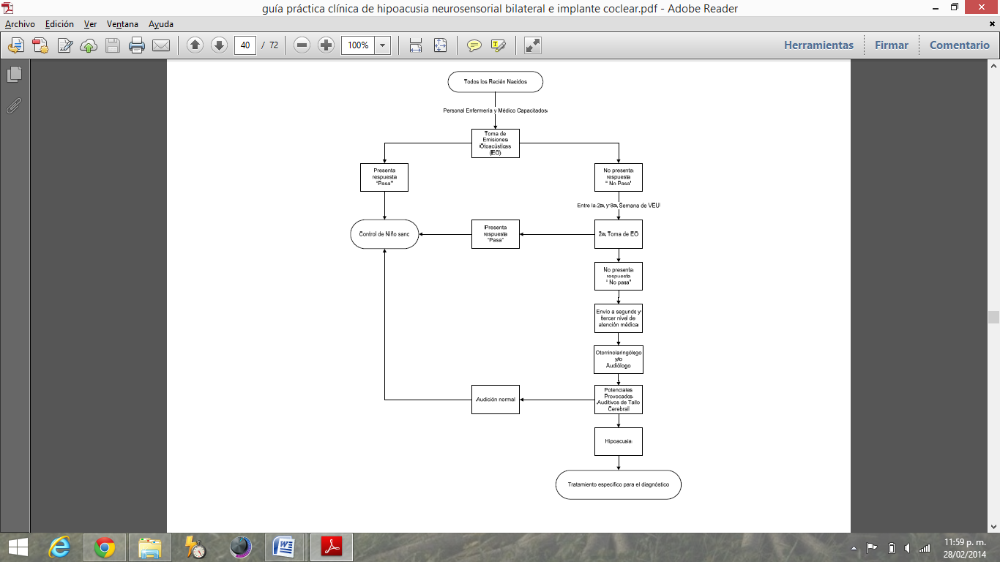 guía práctica clínica de hipoacusia neurosensorial bilateral e implante coclear.pdf - Adobe Reader
Archivo Edición Ver Ventana Ayuda
40 / 72
100%
Herramientas Firmar Comentario
Todos los Recién Nacidos
Personal Enfermería y Médico Capacitados
Toma de
Emisiones
Otoacústicas
(EO)
Presenta
respuesta
"Pasa"
No presenta
respuesta
" No Pasa"
Entre la 2a, y 8a, Semana de VEU
Control de Niño sano
Presenta
respuesta
"Pasa"
2a, Toma de EO
No presenta
respuesta
" No pasa"
Envío a segundo y
tercer nivel de
atención médica
Otorrinolaringólogo
y/o
Audiólogo
Audición normal
Potenciales
Provocados
Auditivos de Tallo
Cerebral
Hipoacusia
Tratamiento especifico para el diagnóstico
11:59 p. m.
28/02/2014